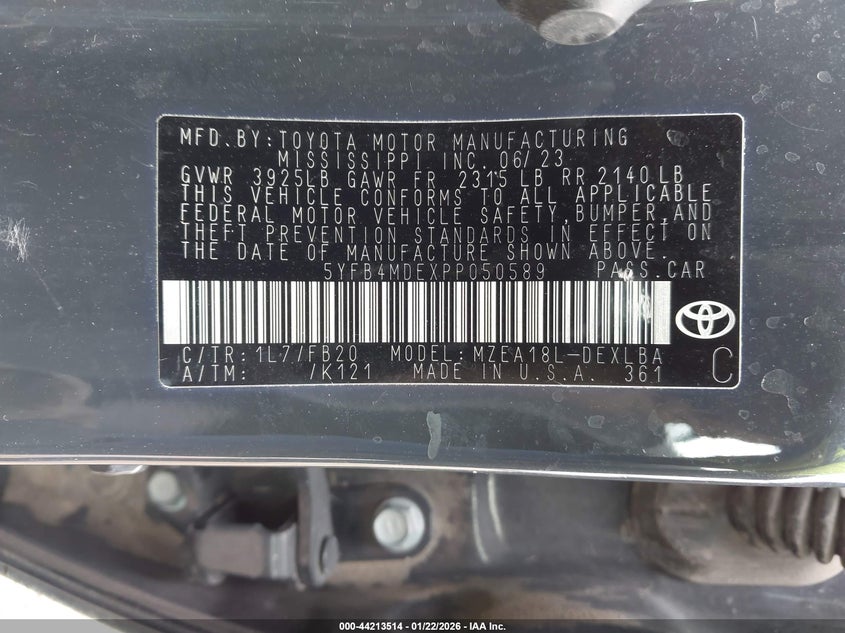 MFD.BY:TOYOTA MOTOR MANUFACTURING
MISSISSIPPI INC. 06/23
GVWR 3925LB GAWR FR 2315 LB RR 2140 LB
THIS VEHICLE CONFORMS TO ALL APPLICABLE
FEDERAL MOTOR VEHICLE SAFETY, BUMPER, AND
THEFT PREVENTION STANDARDS IN EFFECT ON
THE DATE OF MANUFACTURE SHOWN ABOVE.
5YFB4MDEXPP050589 PASS.CAR
C/TR: 1L7/FB20 MODEL: MZEA18L-DEXLBA
A/TM: /K121 MADE IN U.S.A. 361 C
000-44213514 - 01/22/2026 - IAA Inc.